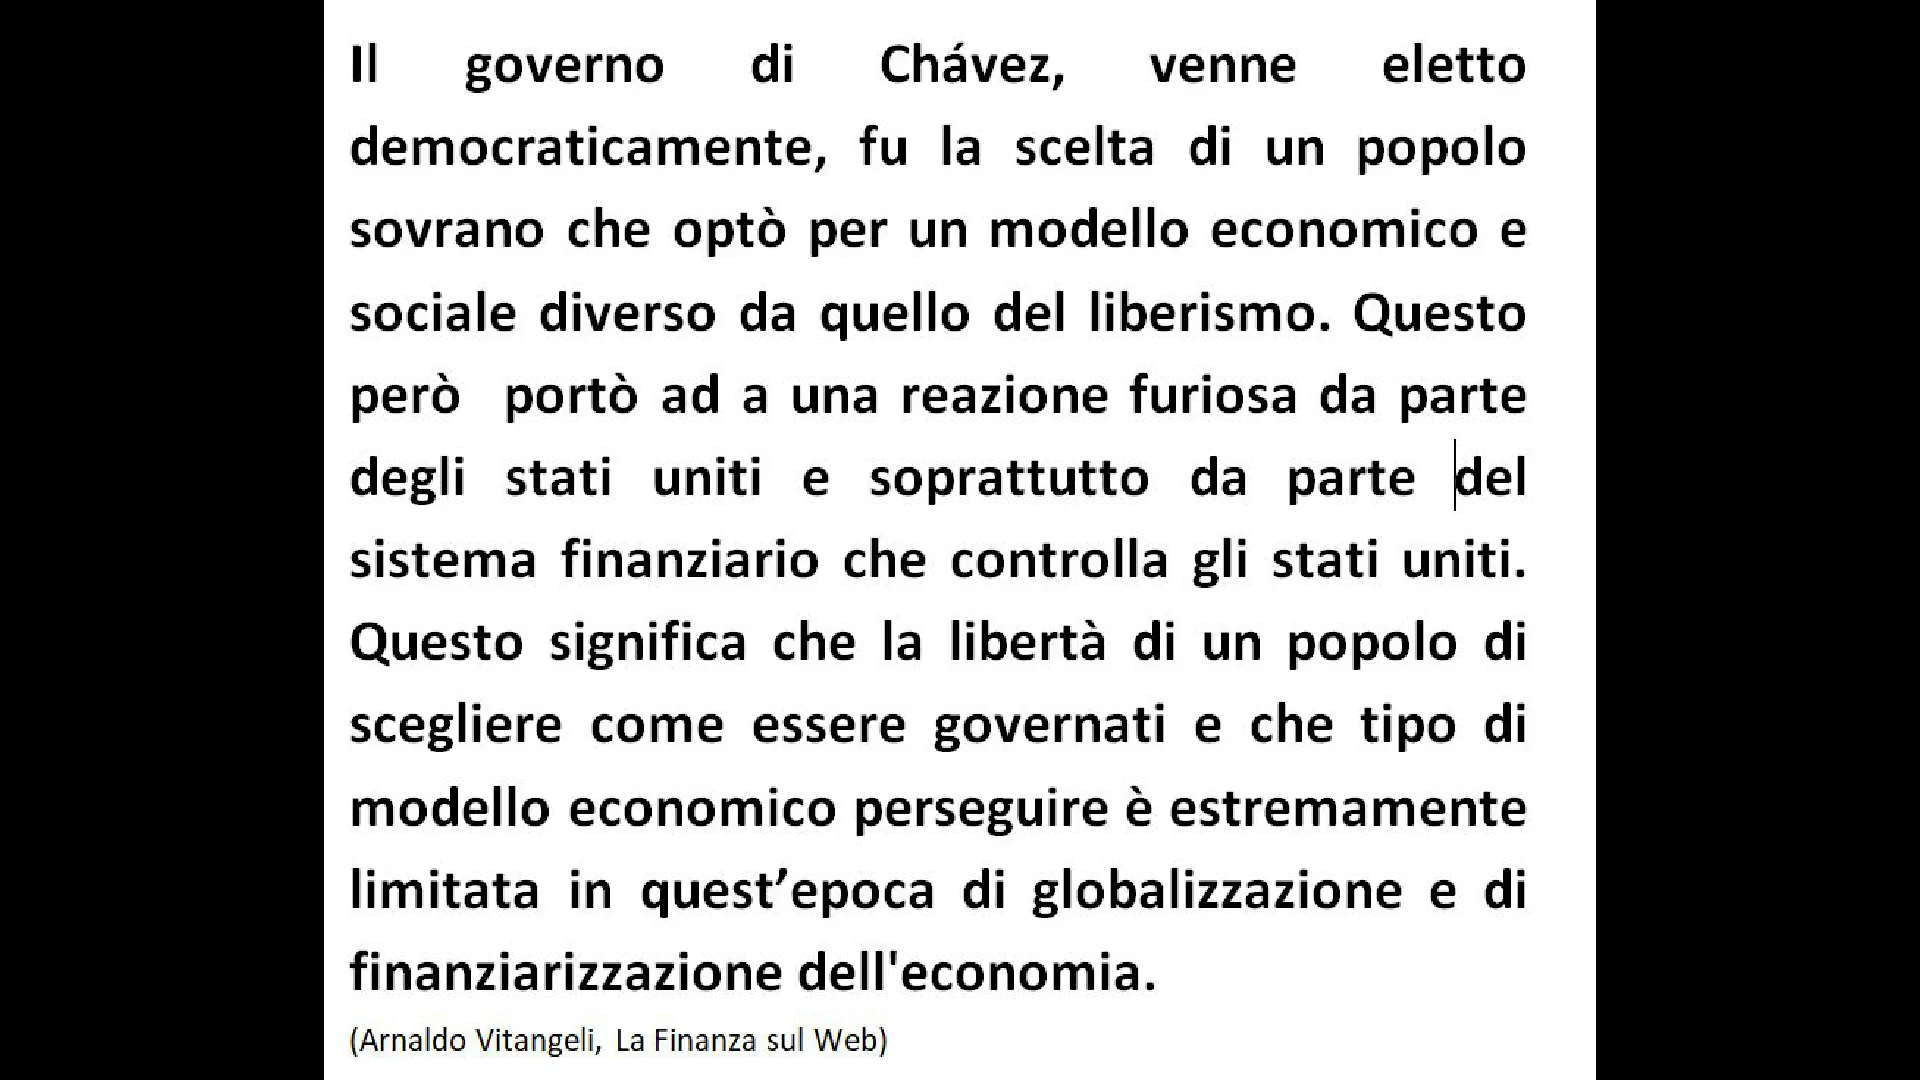 Il governo di Chávez, venne eletto
democraticamente, fu la scelta di un popolo
sovrano che optò per un modello economico e
sociale diverso da quello del liberismo. Questo
però portò ad a una reazione furiosa da parte
degli stati uniti e soprattutto da parte del
sistema finanziario che controlla gli stati uniti.
Questo significa che la libertà di un popolo di
scegliere come essere governati e che tipo di
modello economico perseguire è estremamente
limitata in quest’epoca di globalizzazione e di
finanziarizzazione dell'economia.
(Arnaldo Vitangeli, La Finanza sul Web)